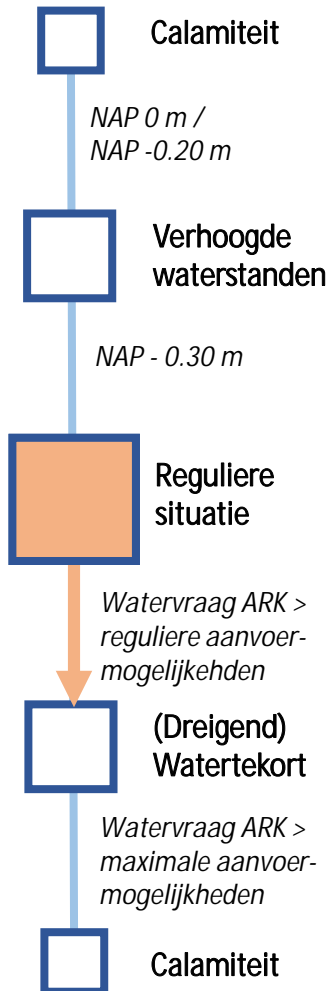 Calamiteit
NAP 0 m /
NAP -0.20 m
Verhoogde
waterstanden
NAP - 0.30 m
Reguliere
situatie
Watervraag ARK >
reguliere aanvoer-
mogelijkehden
(Dreigend)
Watertekort
Watervraag ARK >
maximale aanvoer-
mogelijkheden
Calamiteit